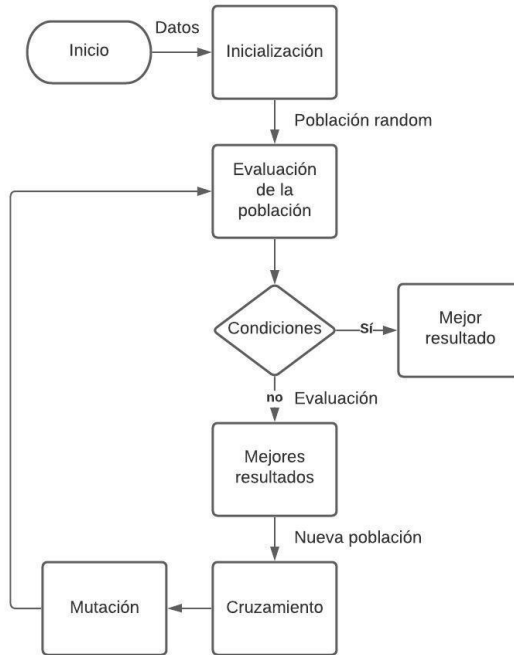 Inicio
Datos
Inicialización
Población random
Evaluación
de la
población
Condiciones
Sí
Mejor
resultado
no
Evaluación
Mejores
resultados
Nueva población
Mutación
Cruzamiento